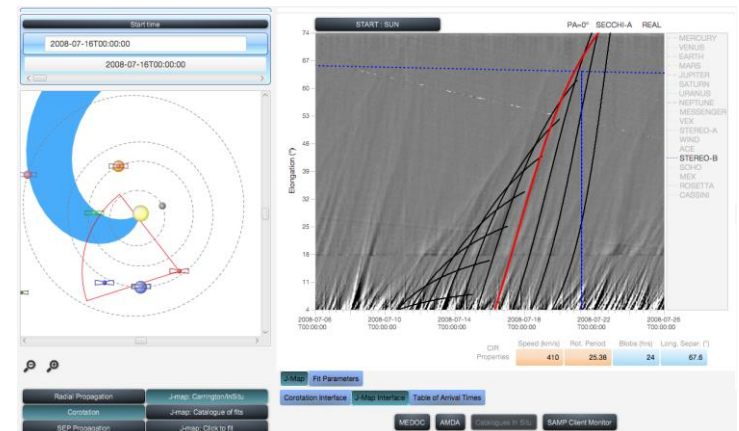 Start time
2008-07-16T00:00:00
2008-07-16T00:00:00
Radial Propagation
J-map: Carrington/InSitu
Corotation
J-map: Catalogue of fits
SEP Propagation
J-map: Click to fit
START : SUN
PA=0° SECCHI-A REAL
Elongation (°)
74
67
60
53
46
39
32
25
18
11
4
2008-07-08
T00:00:00
2008-07-10
T00:00:00
2008-07-14
T00:00:00
2008-07-18
T00:00:00
2008-07-22
T00:00:00
2008-07-26
T00:00:00
MERCURY
VENUS
EARTH
MARS
JUPITER
SATURN
URANUS
NEPTUNE
MESSENGER
VEX
STEREO-A
WIND
ACE
STEREO-B
SOHO
MEX
ROSETTA
CASSINI
CIR
Properties
Speed (km/s) Rot. Period Blobs (hrs) Long. Separ. (°)
410 25.38 24 67.6
J-Map Fit Parameters
Corotation Interface J-Map Interface Table of Arrival Times
MEDOC AMDA Catalogues In Situ SAMP Client Monitor